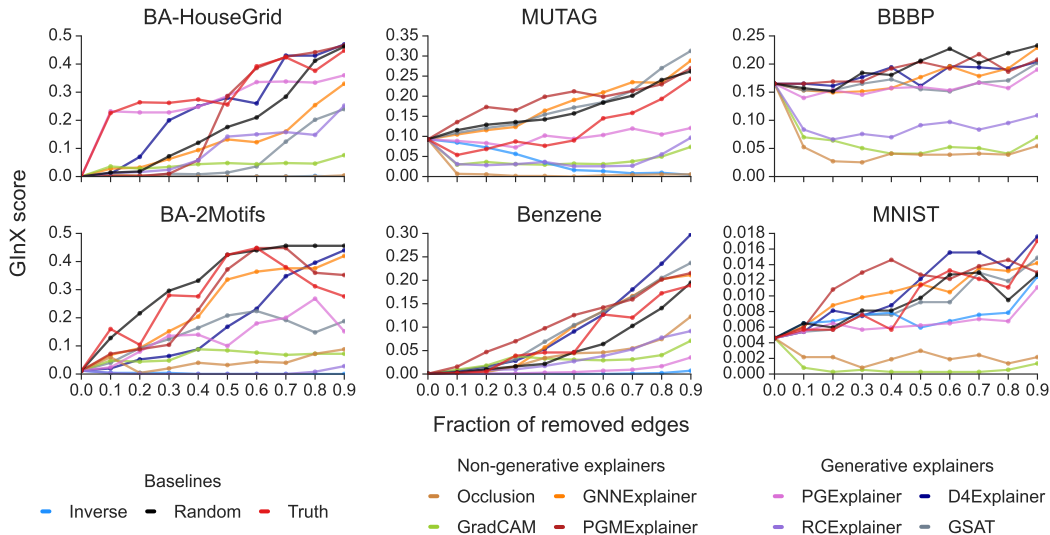 BA-HouseGrid MUTAG BBBP
0.5 0.35 0.25
0.4 0.30 0.20
0.3 0.25 0.15
0.2 0.20 0.10
0.1 0.15 0.05
0.0 0.10 0.00
0.05
0.00
BA-2Motifs Benzene MNIST
0.5 0.30 0.018
0.4 0.25 0.016
0.3 0.20 0.014
0.2 0.15 0.012
0.1 0.10 0.010
0.0 0.05 0.008
0.00 0.006
0.004
0.002
0.000
0.0 0.1 0.2 0.3 0.4 0.5 0.6 0.7 0.8 0.9 0.0 0.1 0.2 0.3 0.4 0.5 0.6 0.7 0.8 0.9 0.0 0.1 0.2 0.3 0.4 0.5 0.6 0.7 0.8 0.9
GInX score
Fraction of removed edges
Baselines
Inverse Random Truth
Non-generative explainers
Occlusion GNNExplainer
GradCAM PGMExplainer
Generative explainers
PGExplainer D4Explainer
RCExplainer GSAT